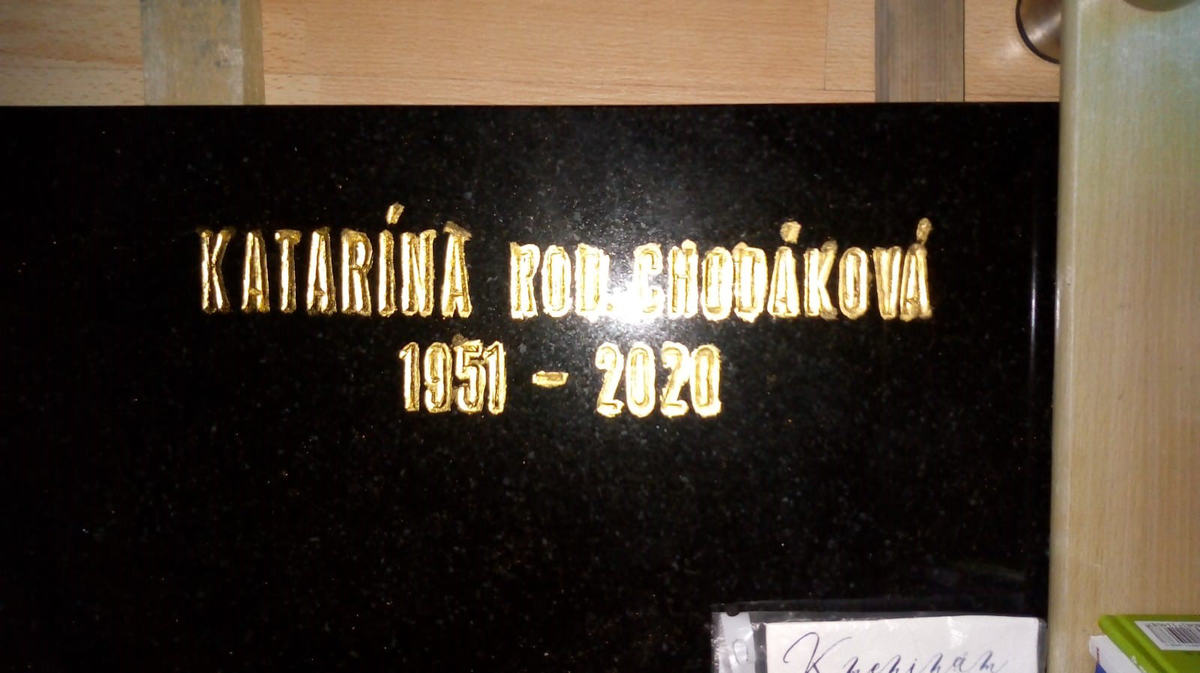 KATARÍNA ROD. CHODÁKOVÁ
1951 – 2020